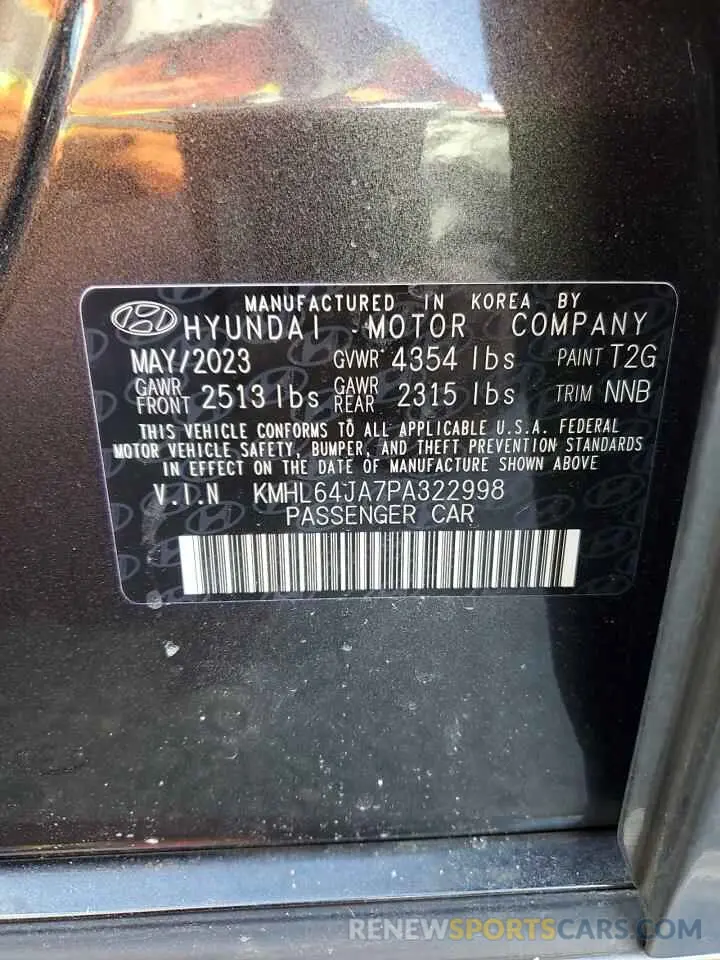 MANUFACTURED IN KOREA BY
HYUNDAI MOTOR COMPANY
MAY/2023 GVWR 4354 lbs PAINT T2G
GAWR FRONT 2513 lbs GAWR REAR 2315 lbs TRIM NNB
THIS VEHICLE CONFORMS TO ALL APPLICABLE U.S.A. FEDERAL
MOTOR VEHICLE SAFETY, BUMPER, AND THEFT PREVENTION STANDARDS
IN EFFECT ON THE DATE OF MANUFACTURE SHOWN ABOVE
V.I.N KMHL64JA7PA322998
PASSENGER CAR
RENEWSPORTSCARS.COM